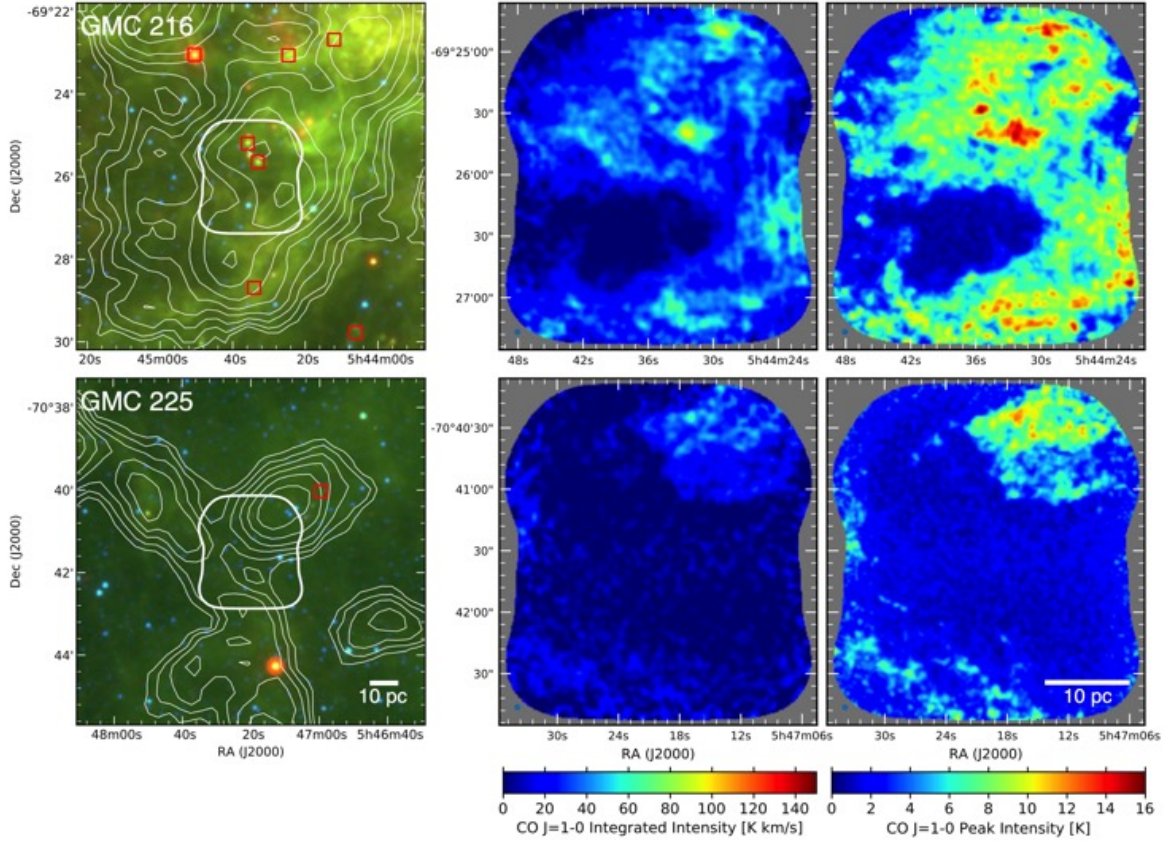 GMC 216
-69°22'
24'
26'
28'
30'
Dec (J2000)
20s 45m00s 40s 20s 5h44m00s
-69°25'00"
30"
26'00"
30"
27'00"
48s 42s 36s 30s 5h44m24s
48s 42s 36s 30s 5h44m24s
GMC 225
-70°38'
40'
42'
44'
Dec (J2000)
10 pc
48m00s 40s 20s 47m00s 5h46m40s
RA (J2000)
-70°40'30"
41'00"
30"
42'00"
30"
30s 24s 18s 12s 5h47m06s
RA (J2000)
10 pc
30s 24s 18s 12s 5h47m06s
RA (J2000)
0 20 40 60 80 100 120 140
CO J=1-0 Integrated Intensity [K km/s]
0 2 4 6 8 10 12 14 16
CO J=1-0 Peak Intensity [K]